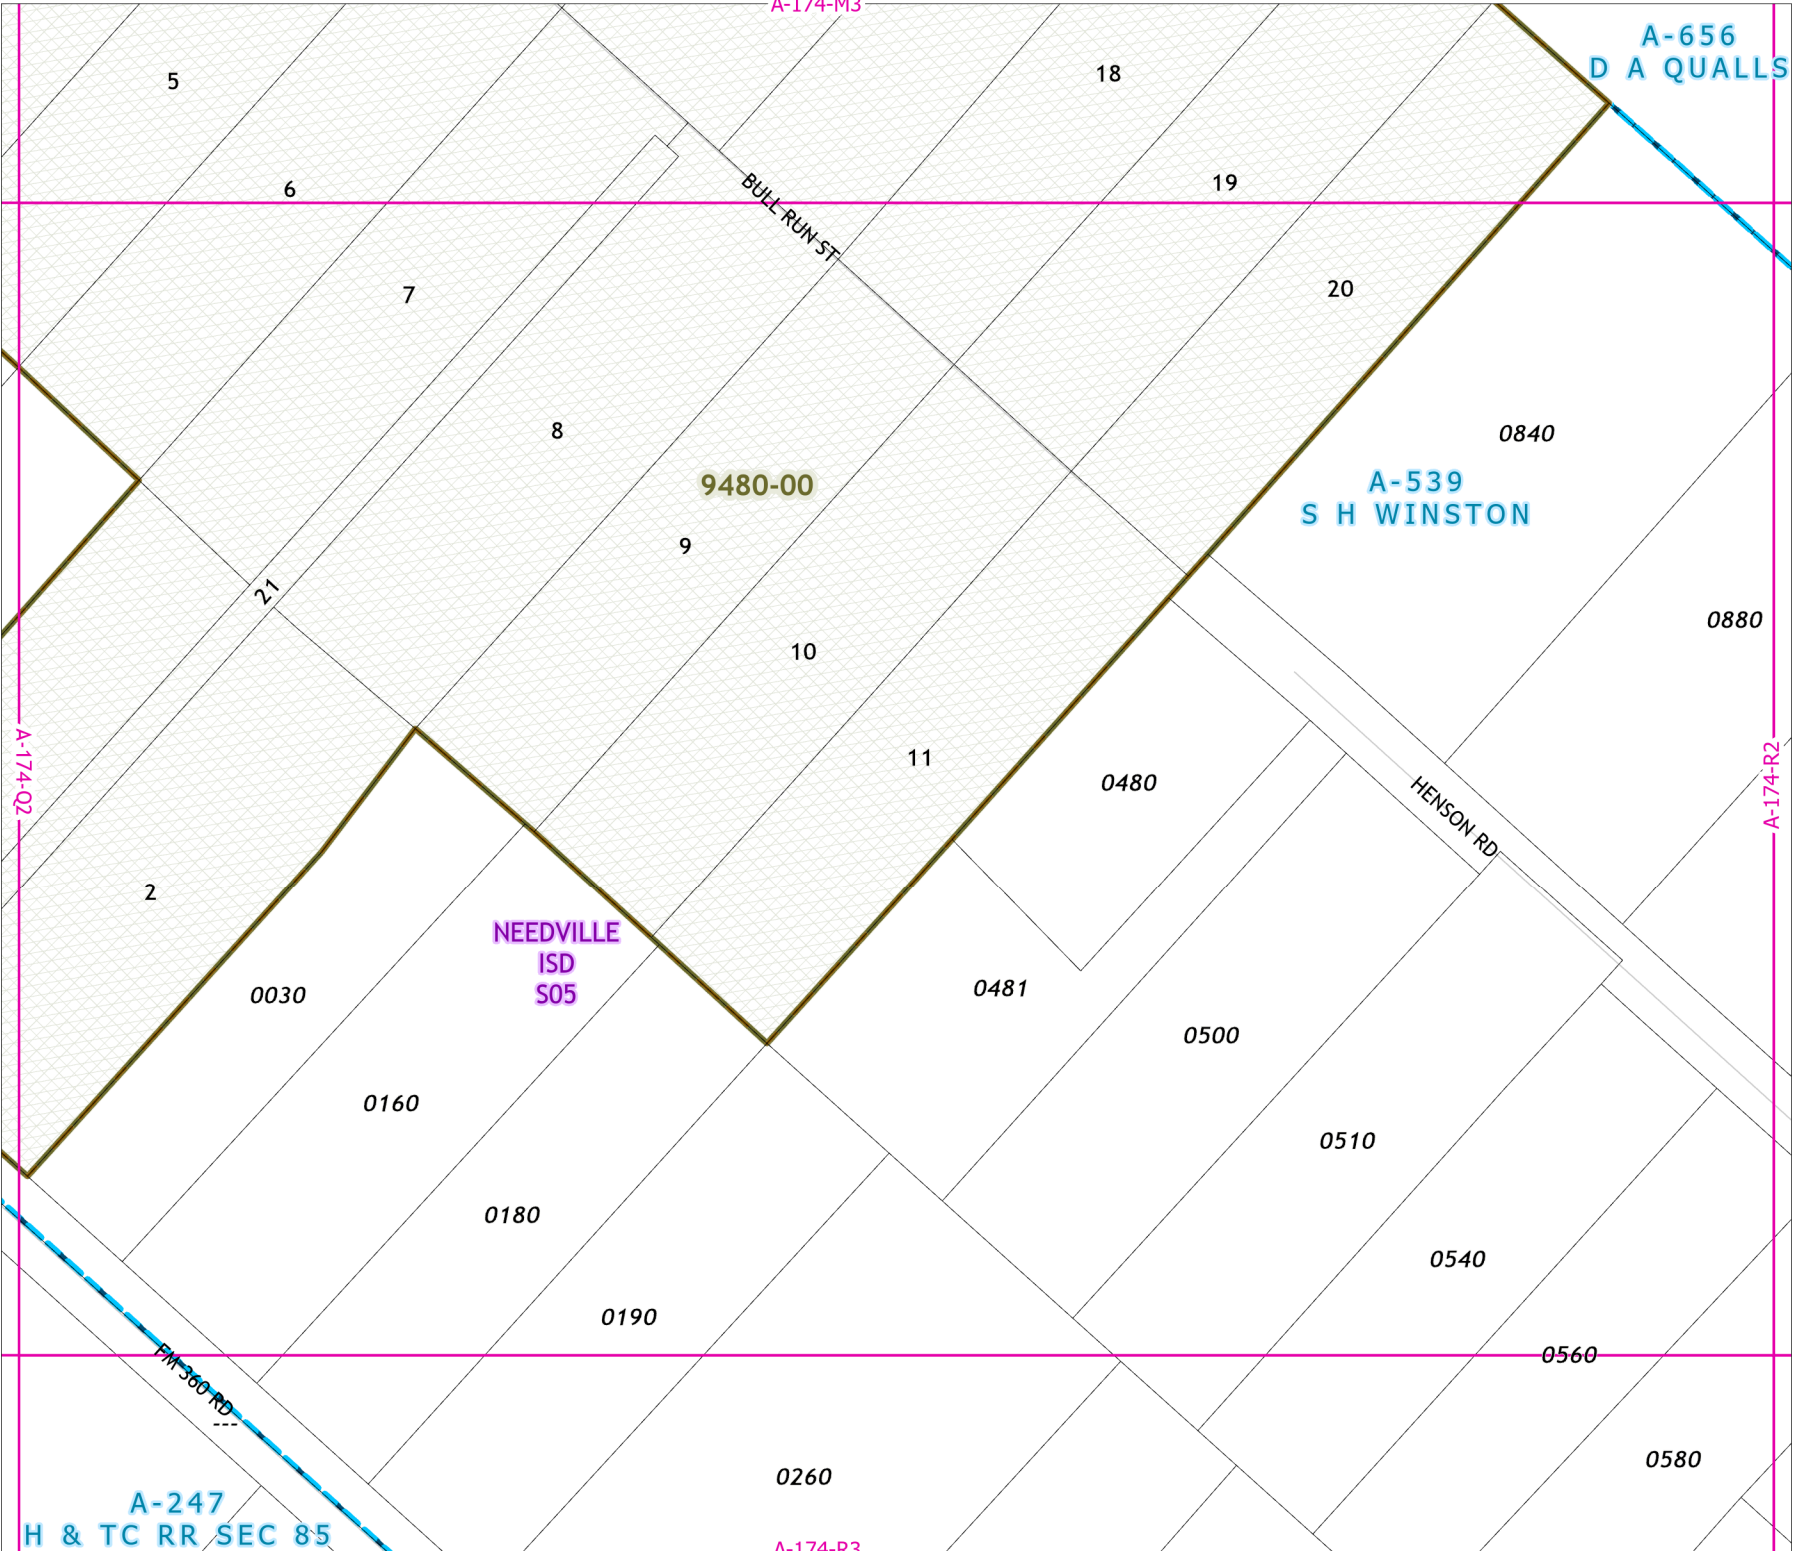 A-174-M3
A-656
D A QUALLS
5
18
6
19
BULL RUN ST
7
20
8
0840
9480-00
A-539
S H WINSTON
9
21
0880
10
A-174-Q2
11
0480
A-174-R2
HENSON RD
2
NEEDVILLE
ISD
S05
0030
0481
0500
0160
0510
0180
0540
0190
0560
FM 360 RD
---
0580
0260
A-247
H & TC RR SEC 85
A-174-R3